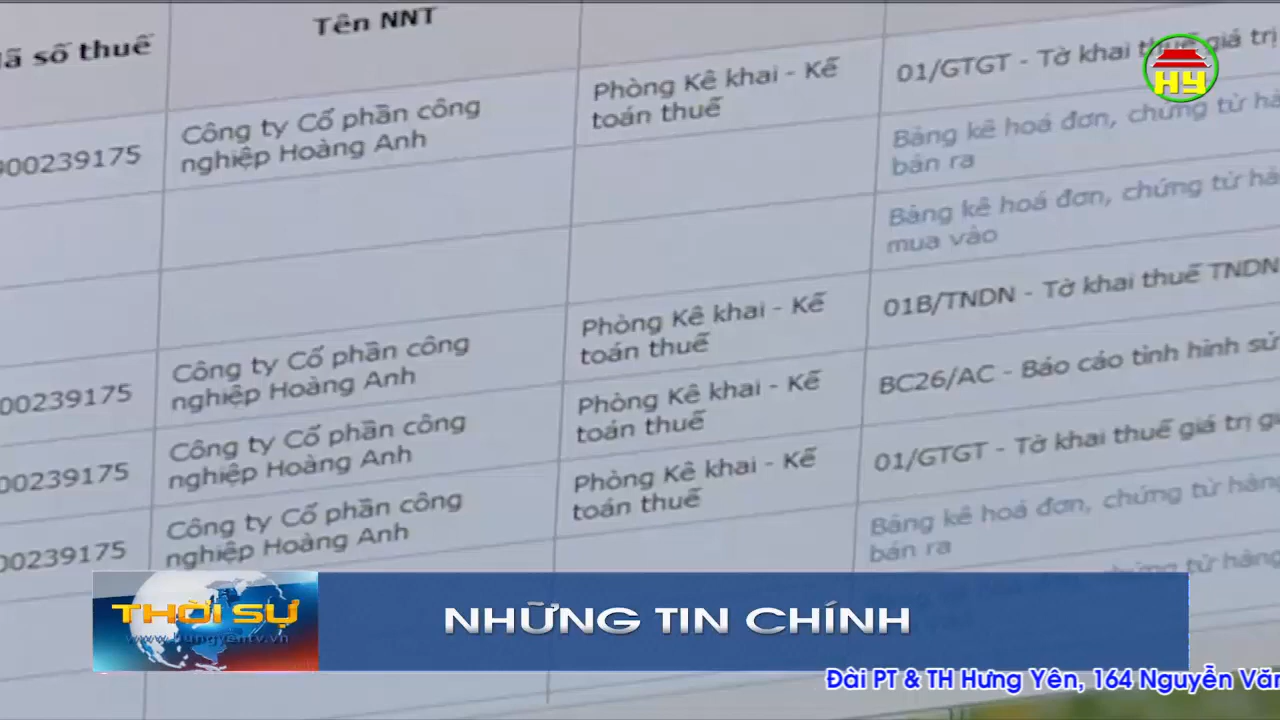 số thuế
Tên NNT
HY
00239175
Công ty Cổ phần công
nghiệp Hoàng Anh
Phòng Kê khai - Kế
toán thuế
01/GTGT - Tờ khai thuế giá trị
Bảng kê hoá đơn, chứng từ
bán ra
Bảng kê hoá đơn, chứng từ
mua vào
00239175
Công ty Cổ phần công
nghiệp Hoàng Anh
Phòng Kê khai - Kế
toán thuế
01B/TNDN - Tờ khai thuế TNDN
00239175
Công ty Cổ phần công
nghiệp Hoàng Anh
Phòng Kê khai - Kế
toán thuế
BC26/AC - Báo cáo tình hình
00239175
Công ty Cổ phần công
nghiệp Hoàng Anh
Phòng Kê khai - Kế
toán thuế
01/GTGT - Tờ khai thuế giá trị
Bảng kê hoá đơn, chứng từ hàng
bán ra
THỜI SỰ
www.hungyentv.vn
NHỮNG TIN CHÍNH
Đài PT & TH Hưng Yên, 164 Nguyễn Văn